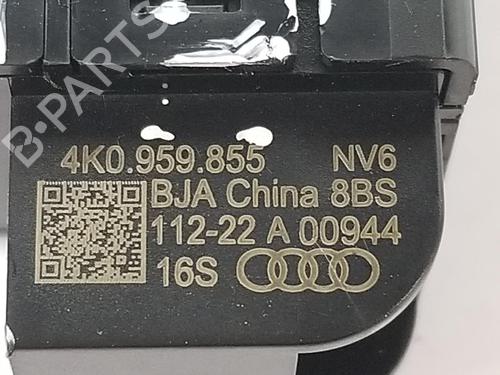 B-PARTS
4K0.959.855 NV6
BJA China 8BS
112-22 A 00944
16S